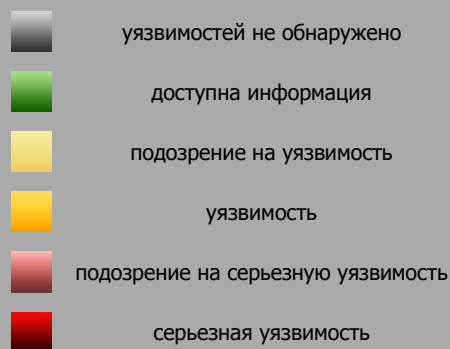 уязвимостей не обнаружено
доступна информация
подозрение на уязвимость
уязвимость
подозрение на серьезную уязвимость
серьезная уязвимость